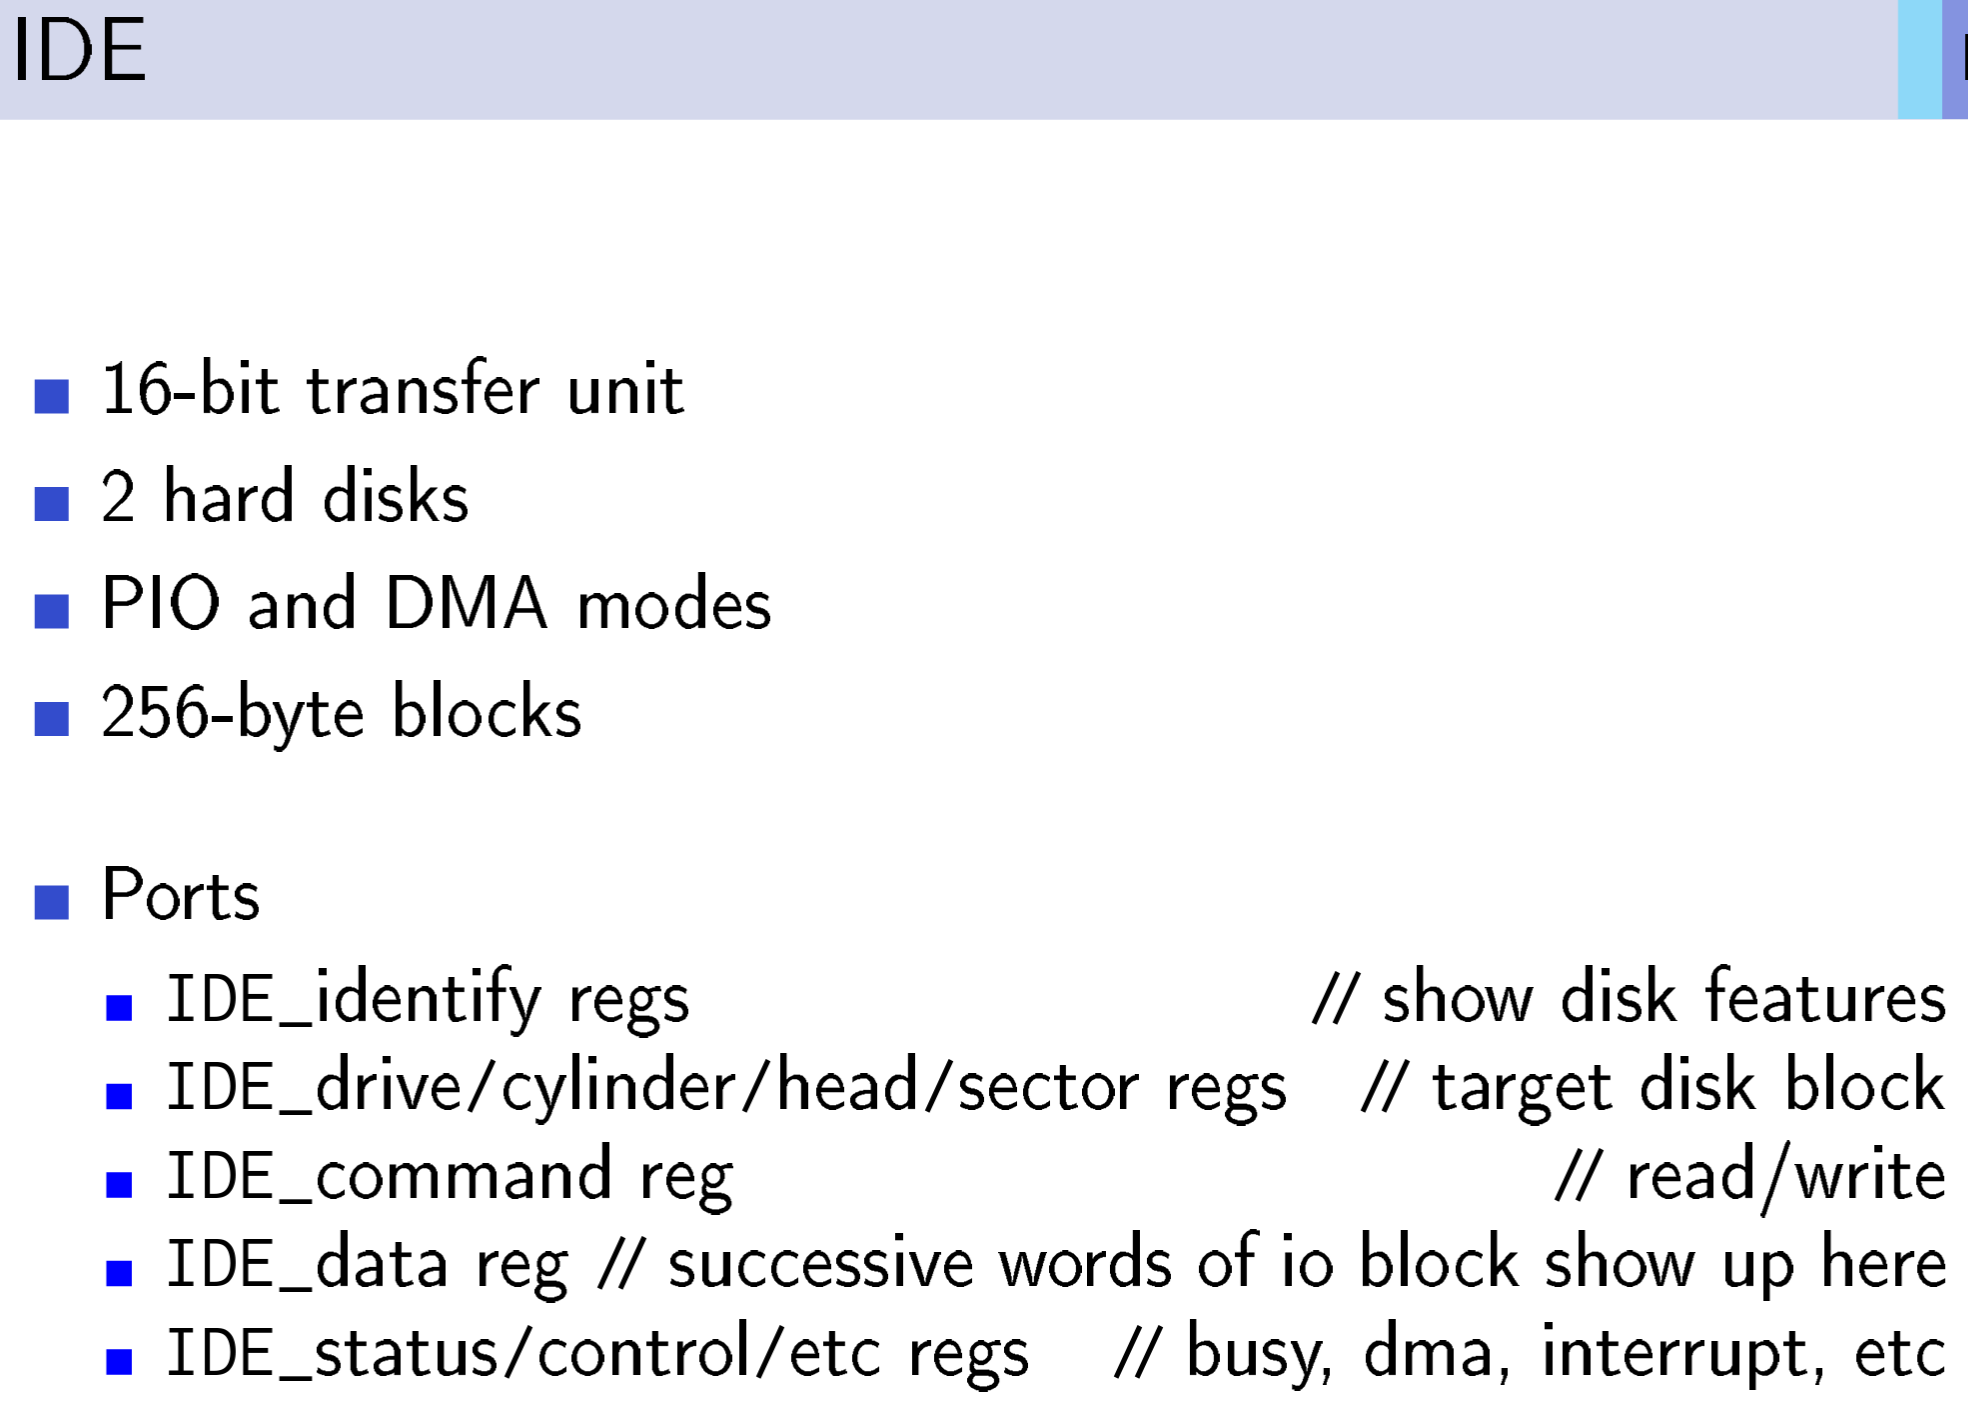 IDE
16-bit transfer unit
2 hard disks
PIO and DMA modes
256-byte blocks
Ports
IDE_identify regs // show disk features
IDE_drive/cylinder/head/sector regs // target disk block
IDE_command reg // read/write
IDE_data reg // successive words of io block show up here
IDE_status/control/etc regs // busy, dma, interrupt, etc